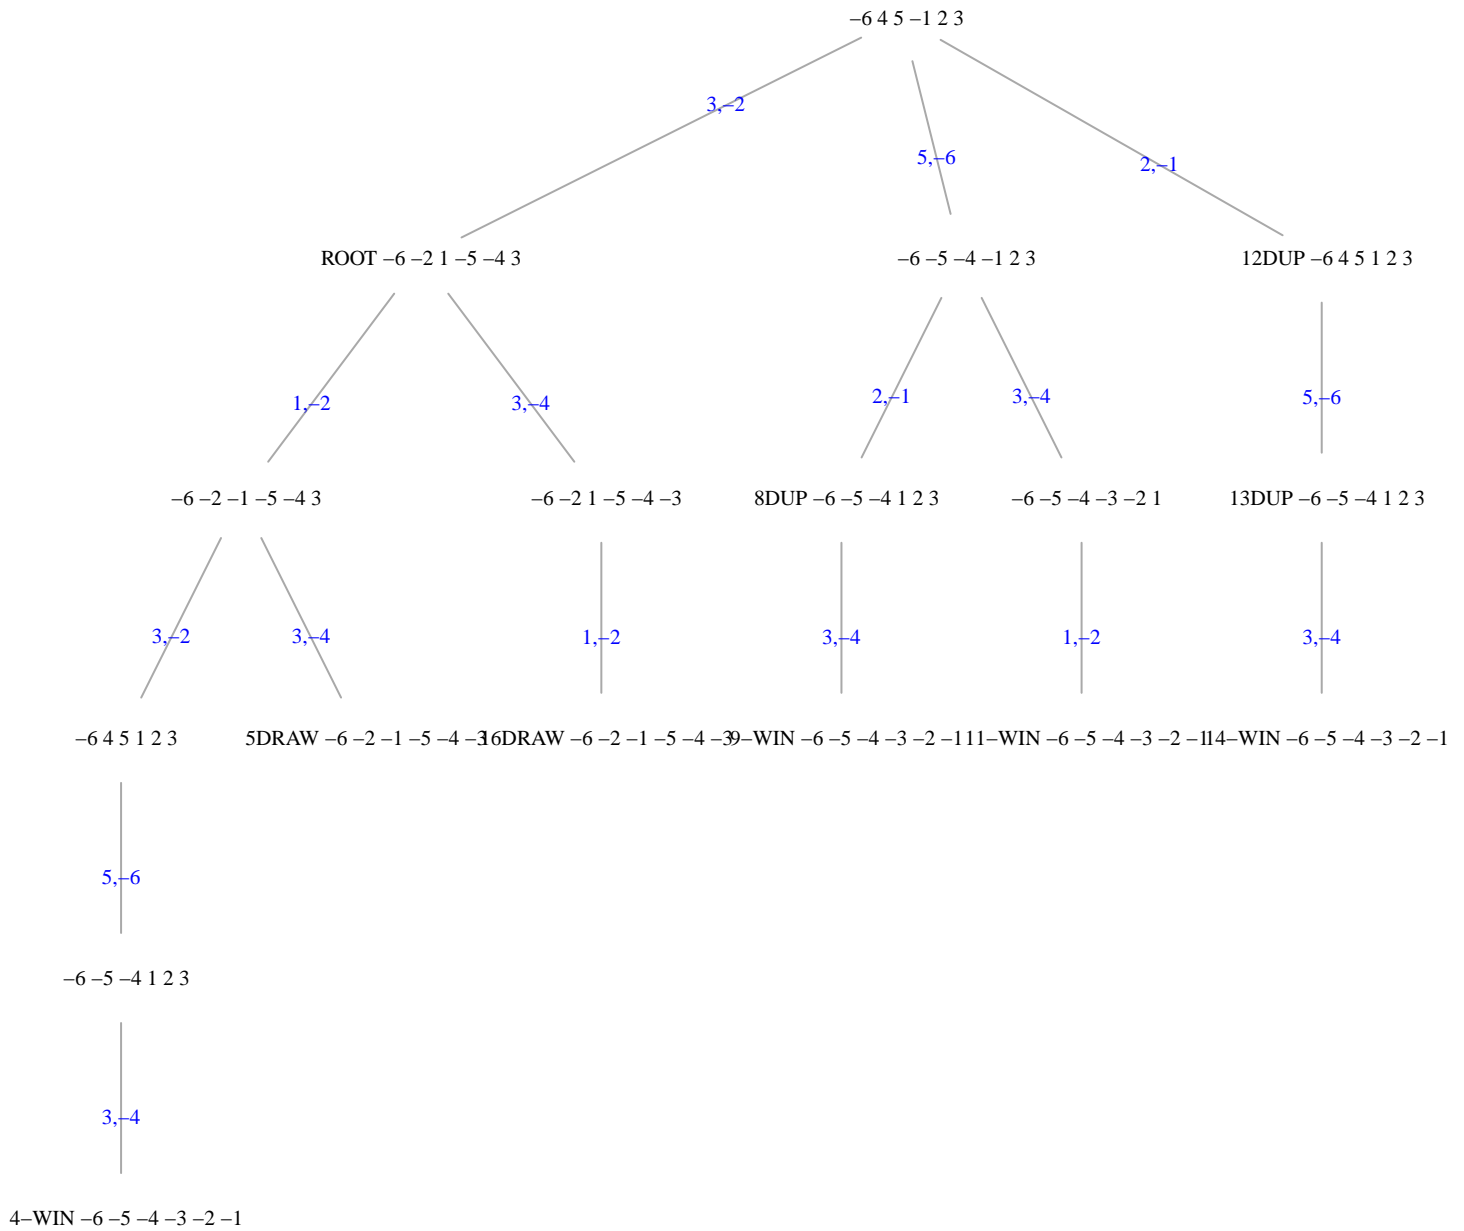 −6 4 5 −1 2 3
3,−2
5,−6
2,−1
ROOT −6 −2 1 −5 −4 3
−6 −5 −4 −1 2 3
12DUP −6 4 5 1 2 3
1,−2
3,−4
2,−1
3,−4
5,−6
−6 −2 −1 −5 −4 3
−6 −2 1 −5 −4 −3
8DUP −6 −5 −4 1 2 3
−6 −5 −4 −3 −2 1
13DUP −6 −5 −4 1 2 3
3,−2
3,−4
1,−2
3,−4
1,−2
3,−4
−6 4 5 1 2 3
5DRAW −6 −2 −1 −5 −4 −3
16DRAW −6 −2 −1 −5 −4 −3
9−WIN −6 −5 −4 −3 −2 −1
11−WIN −6 −5 −4 −3 −2 −1
14−WIN −6 −5 −4 −3 −2 −1
5,−6
−6 −5 −4 1 2 3
3,−4
4−WIN −6 −5 −4 −3 −2 −1